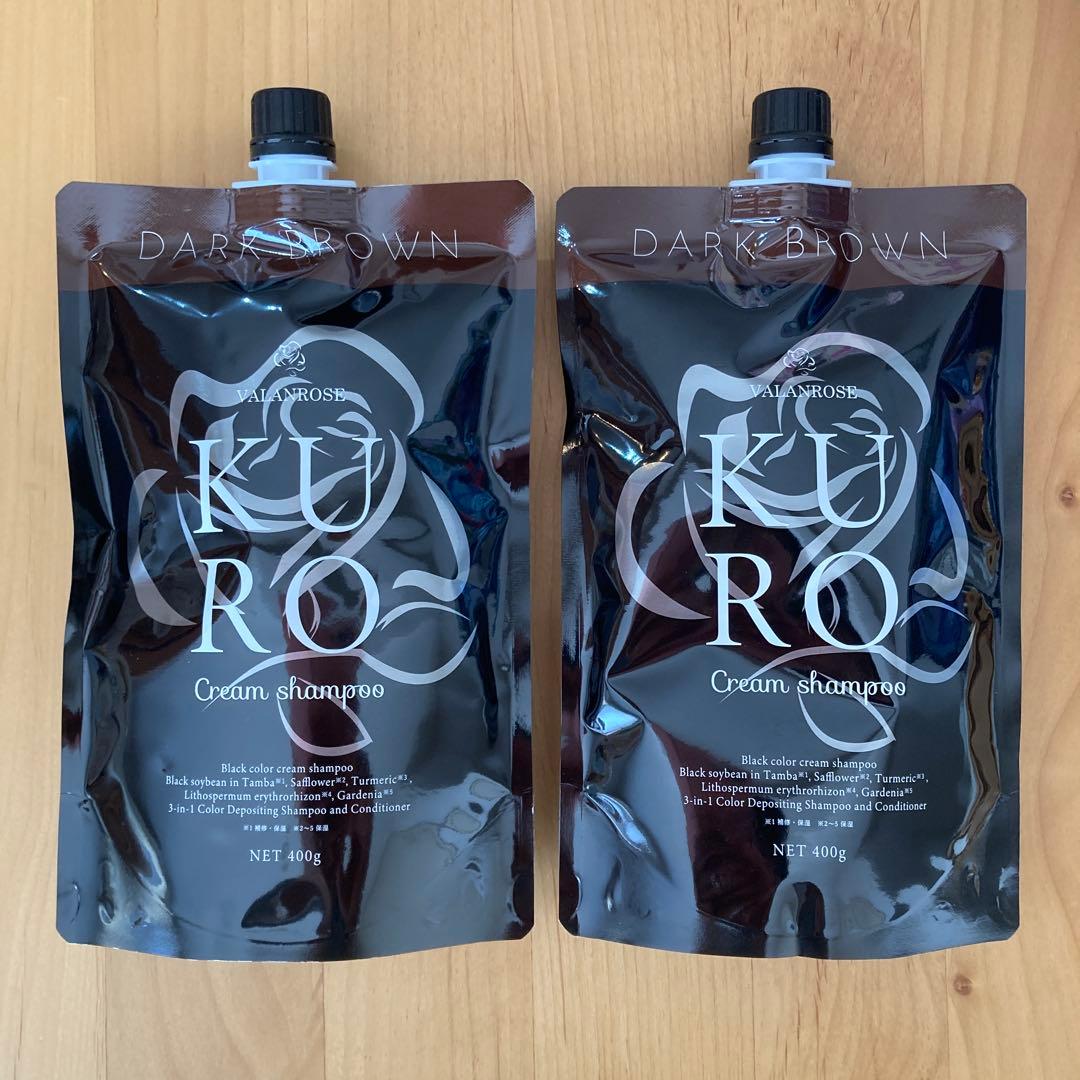 DARK BROWN
VALANROSE
KU
RO
Cream shampoo
Black color cream shampoo
Black soybean in Tamba※1, Safflower※2, Turmeric※3,
Lithospermum erythrorhizon※4, Gardenia※5
3-in-1 Color Depositing Shampoo and Conditioner
※1 補修・保湿 ※2～5 保湿
NET 400g
DARK BROWN
VALANROSE
KU
RO
Cream shampoo
Black color cream shampoo
Black soybean in Tamba※1, Safflower※2, Turmeric※3,
Lithospermum erythrorhizon※4, Gardenia※5
3-in-1 Color Depositing Shampoo and Conditioner
※1 補修・保湿 ※2～5 保湿
NET 400g